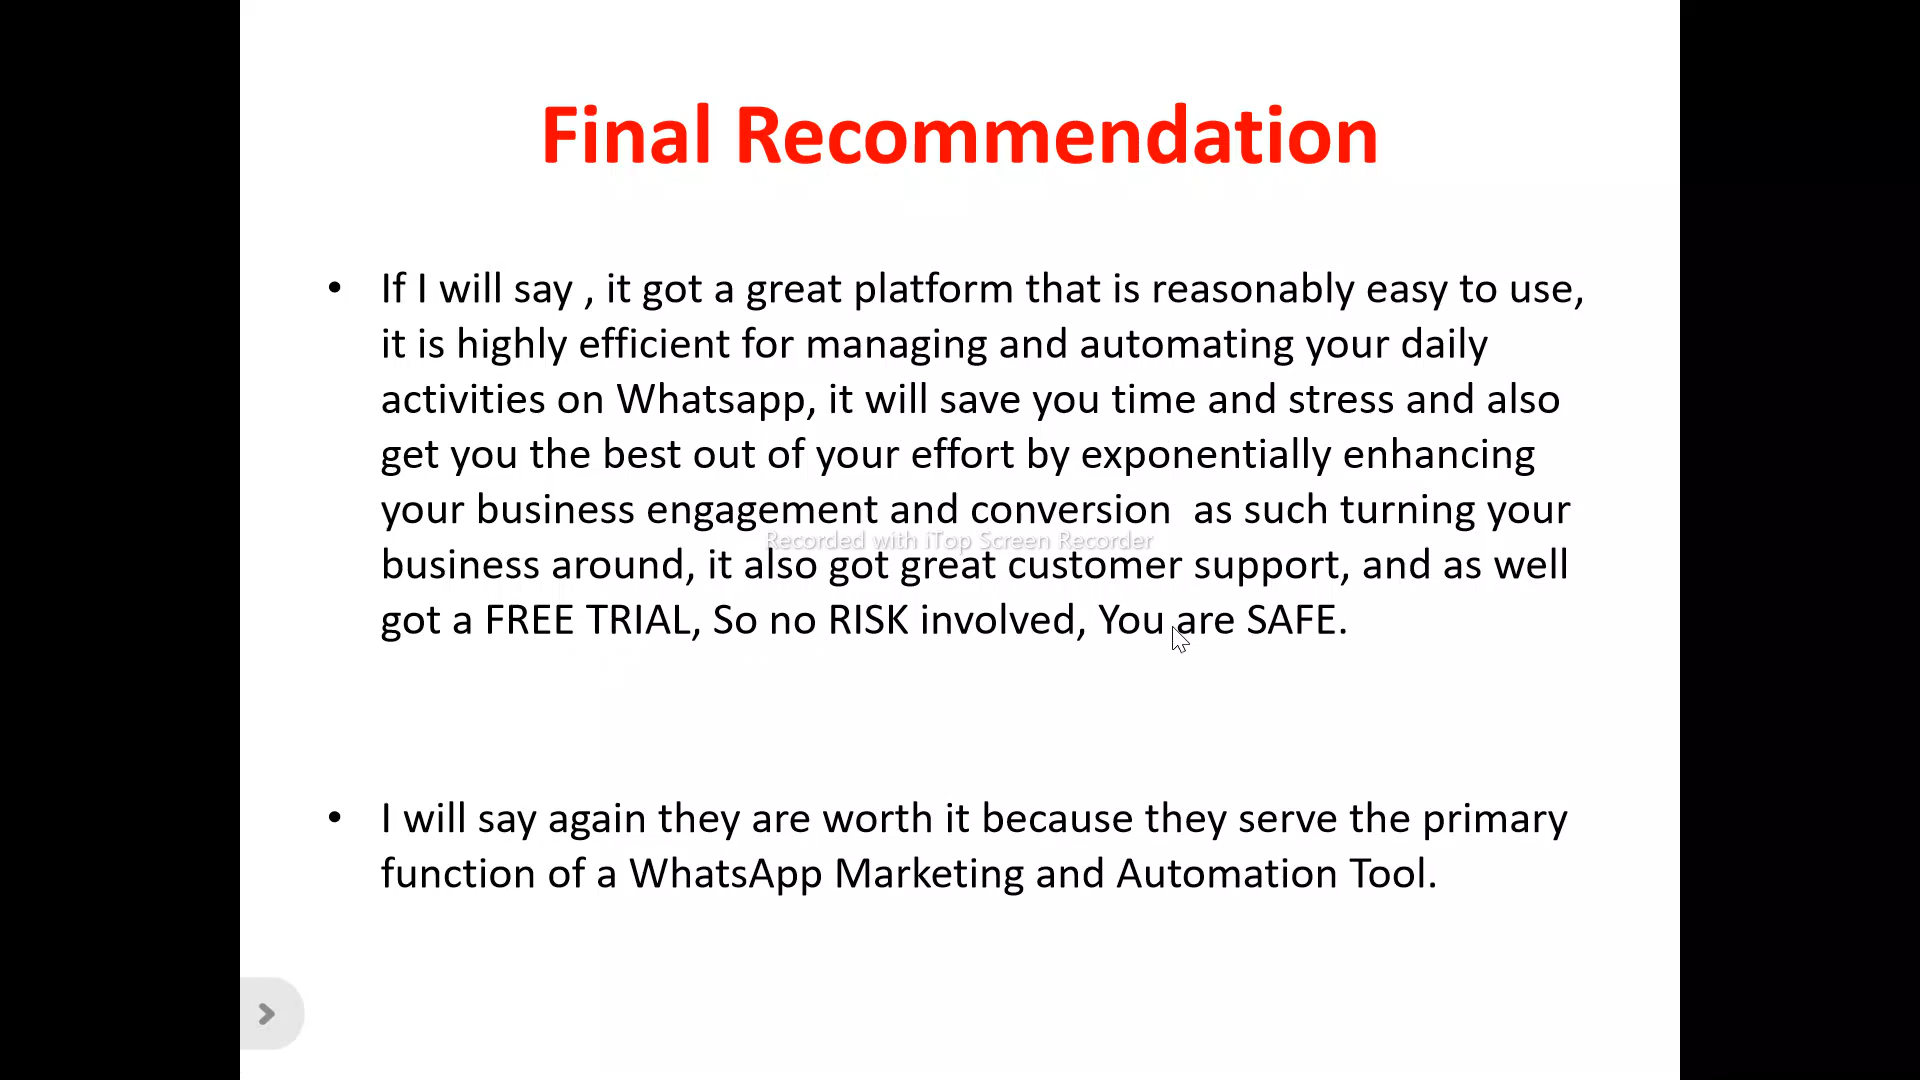 Final Recommendation
• If I will say , it got a great platform that is reasonably easy to use,
it is highly efficient for managing and automating your daily
activities on Whatsapp, it will save you time and stress and also
get you the best out of your effort by exponentially enhancing
your business engagement and conversion  as such turning your
Recorded with iTop Screen Recorder
business around, it also got great customer support, and as well
got a FREE TRIAL, So no RISK involved, You are SAFE.
• I will say again they are worth it because they serve the primary
function of a WhatsApp Marketing and Automation Tool.